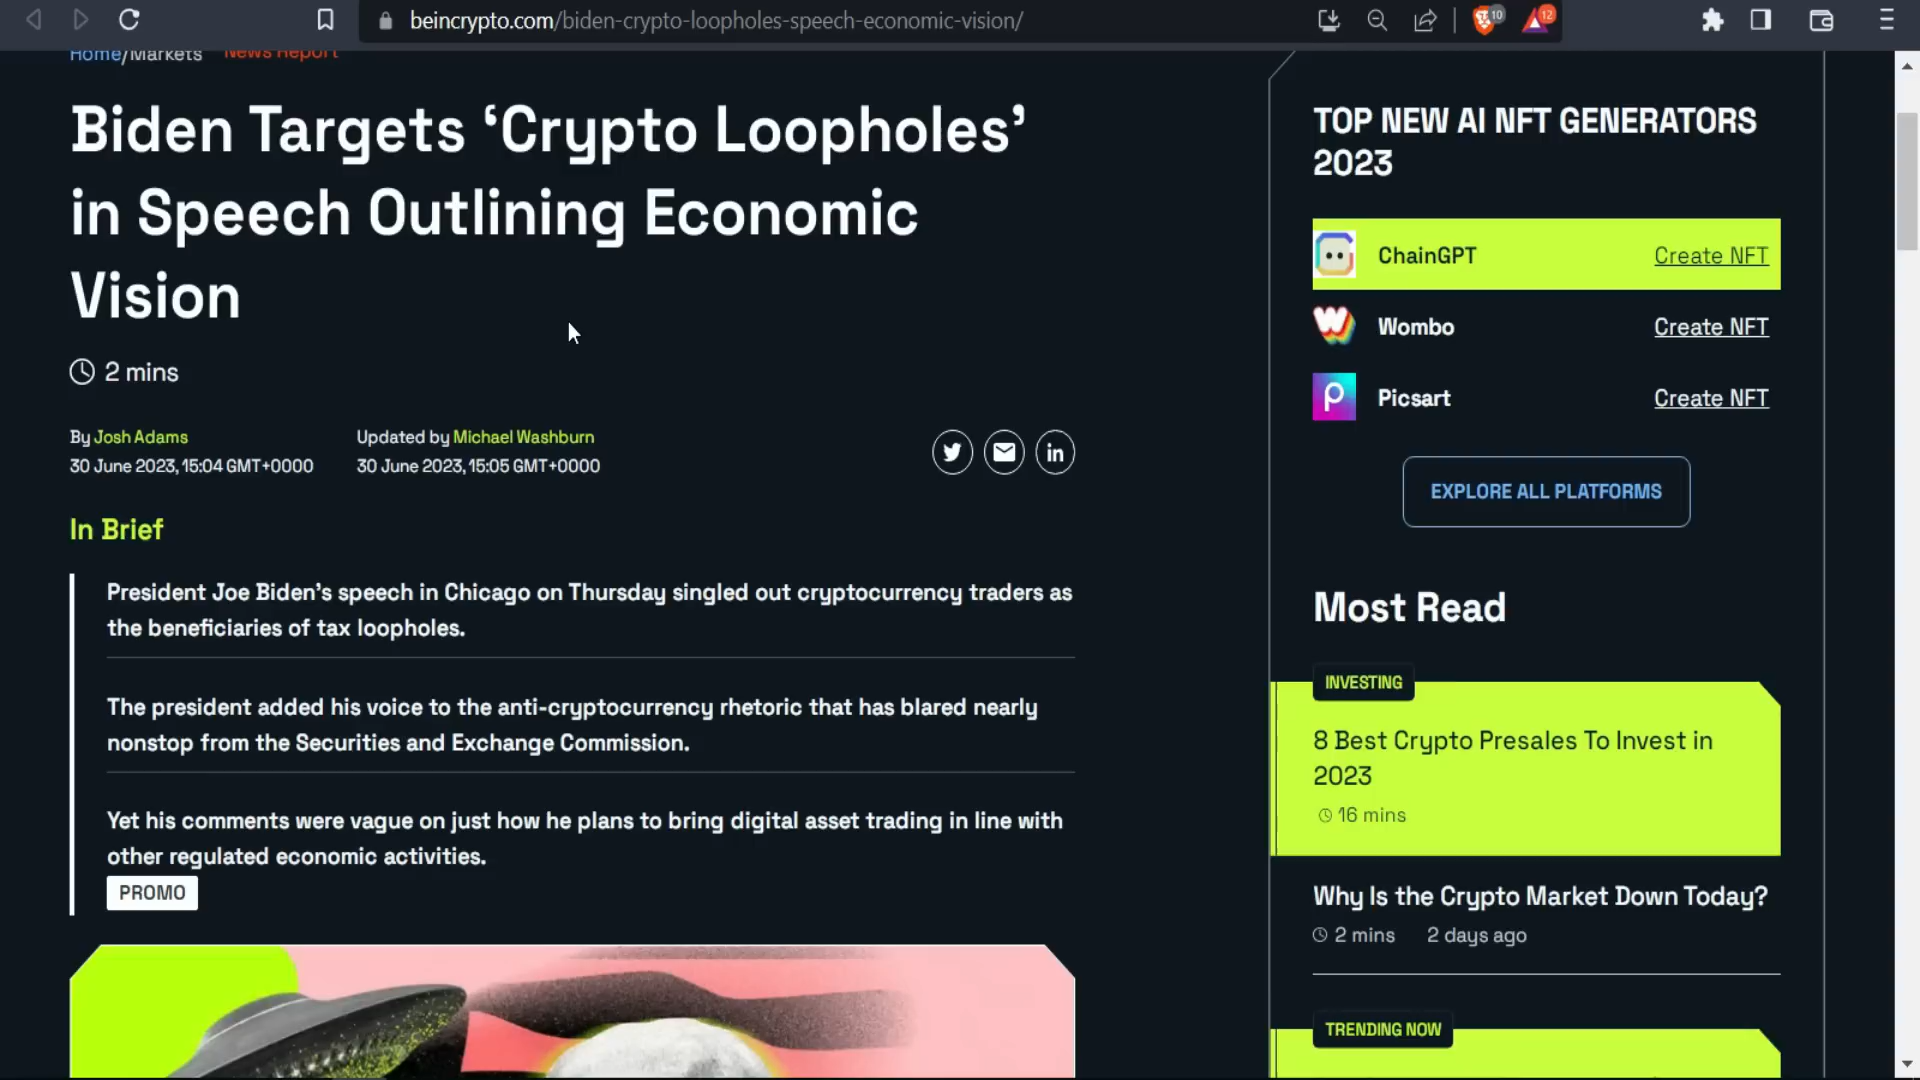 beincrypto.com/biden-crypto-loopholes-speech-economic-vision/
10
12
Home/Markets News Report
Biden Targets ‘Crypto Loopholes’
in Speech Outlining Economic
Vision
2 mins
By Josh Adams
30 June 2023, 15:04 GMT+0000
Updated by Michael Washburn
30 June 2023, 15:05 GMT+0000
in
In Brief
President Joe Biden’s speech in Chicago on Thursday singled out cryptocurrency traders as
the beneficiaries of tax loopholes.
The president added his voice to the anti-cryptocurrency rhetoric that has blared nearly
nonstop from the Securities and Exchange Commission.
Yet his comments were vague on just how he plans to bring digital asset trading in line with
other regulated economic activities.
PROMO
TOP NEW AI NFT GENERATORS
2023
ChainGPT Create NFT
Wombo Create NFT
Picsart Create NFT
EXPLORE ALL PLATFORMS
Most Read
INVESTING
8 Best Crypto Presales To Invest in
2023
16 mins
Why Is the Crypto Market Down Today?
2 mins 2 days ago
TRENDING NOW